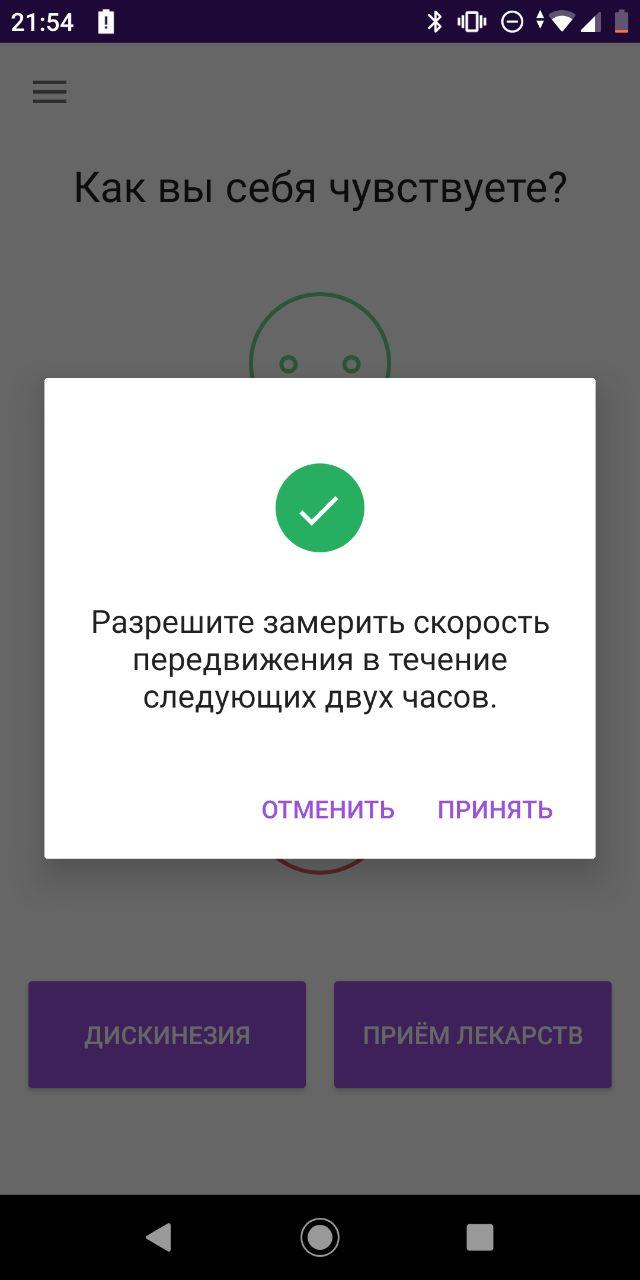 21:54
Как вы себя чувствуете?
Разрешите замерить скорость
передвижения в течение
следующих двух часов.
ОТМЕНИТЬ ПРИНЯТЬ
ДИСКИНЕЗИЯ ПРИЁМ ЛЕКАРСТВ